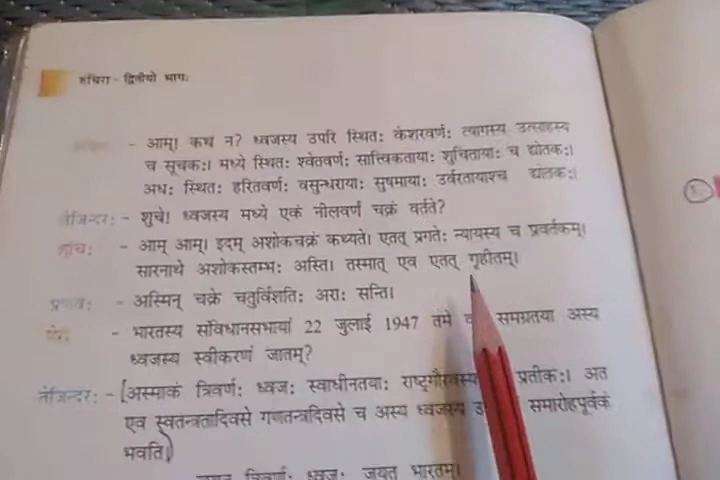 रुचिरा - द्वितीयो भागः
- आम्। कथं न? ध्वजस्य उपरि स्थितः केशरवर्णः त्यागस्य उत्साहस्य
च सूचकः। मध्ये स्थितः श्वेतवर्णः सात्त्विकतायाः शुचितायाः च द्योतकः।
अधः स्थितः हरितवर्णः वसुन्धरायाः सुषमायाः उर्वरतायाश्च द्योतकः।
तेजिन्दरः - शुचे! ध्वजस्य मध्ये एकं नीलवर्णं चक्रं वर्तते?
शुचिः - आम् आम्। इदम् अशोकचक्रं कथ्यते। एतत् प्रगतेः न्यायस्य च प्रवर्तकम्।
सारनाथे अशोकस्तम्भः अस्ति। तस्मात् एव एतत् गृहीतम्।
प्रणवः - अस्मिन् चक्रे चतुर्विंशतिः अराः सन्ति।
- भारतस्य संविधानसभायां 22 जुलाई 1947 तमे समग्रतया अस्य
ध्वजस्य स्वीकरणं जातम्?
तेजिन्दरः - अस्माकं त्रिवर्णः ध्वजः स्वाधीनतायाः प्रतीकः। अत
एव स्वतन्त्रतादिवसे गणतन्त्रदिवसे च अस्य ध्वजस्य समारोहपूर्वकं
भवति।
त्रिवर्णः ध्वजः, जयतु भारतम्।